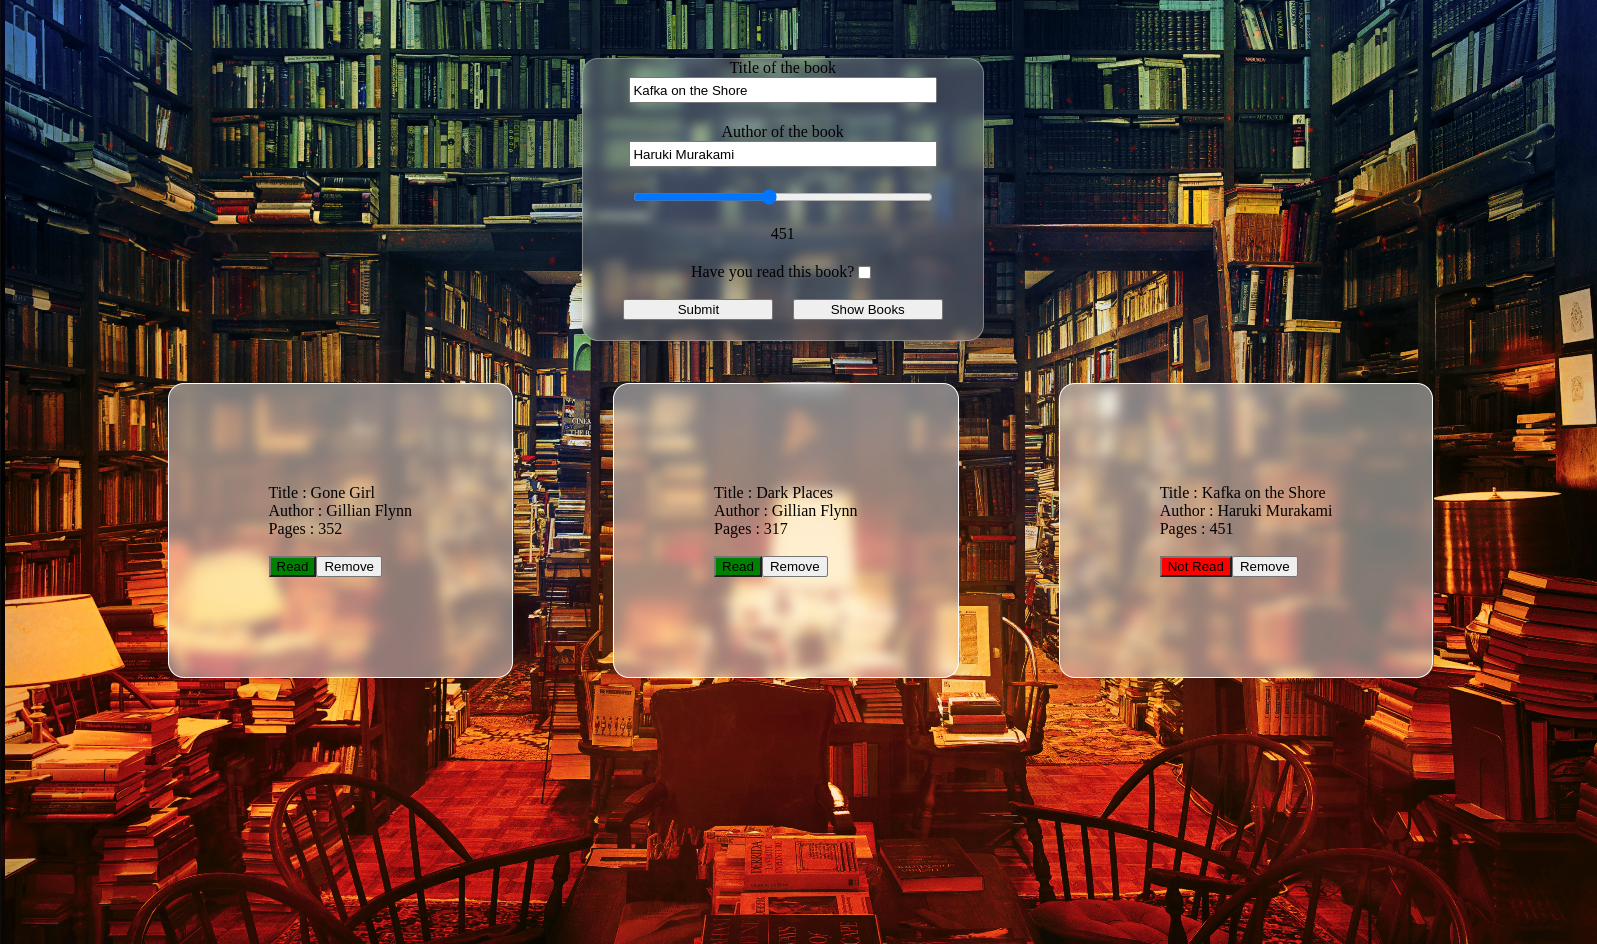 Title of the book
Kafka on the Shore
Author of the book
Haruki Murakami
451
Have you read this book?
Submit
Show Books
Title : Gone Girl
Author : Gillian Flynn
Pages : 352
Read
Remove
Title : Dark Places
Author : Gillian Flynn
Pages : 317
Read
Remove
Title : Kafka on the Shore
Author : Haruki Murakami
Pages : 451
Not Read
Remove